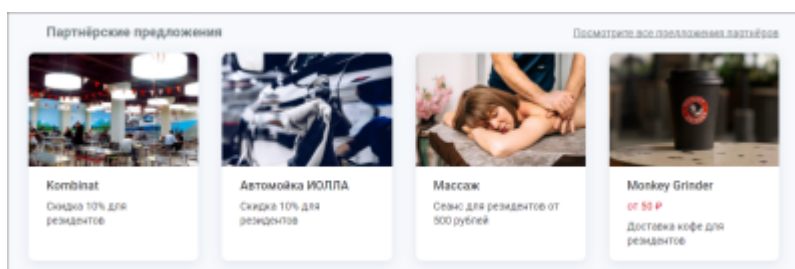 Партнёрские предложения
Посмотрите все предложения партнёров
Kombinat
Скидка 10% для
резидентов
Автомойка ИОЛЛА
Скидка 10% для
резидентов
Массаж
Сеанс для резидентов от
500 рублей
Monkey Grinder
от 50 ₽
Доставка кофе для
резидентов